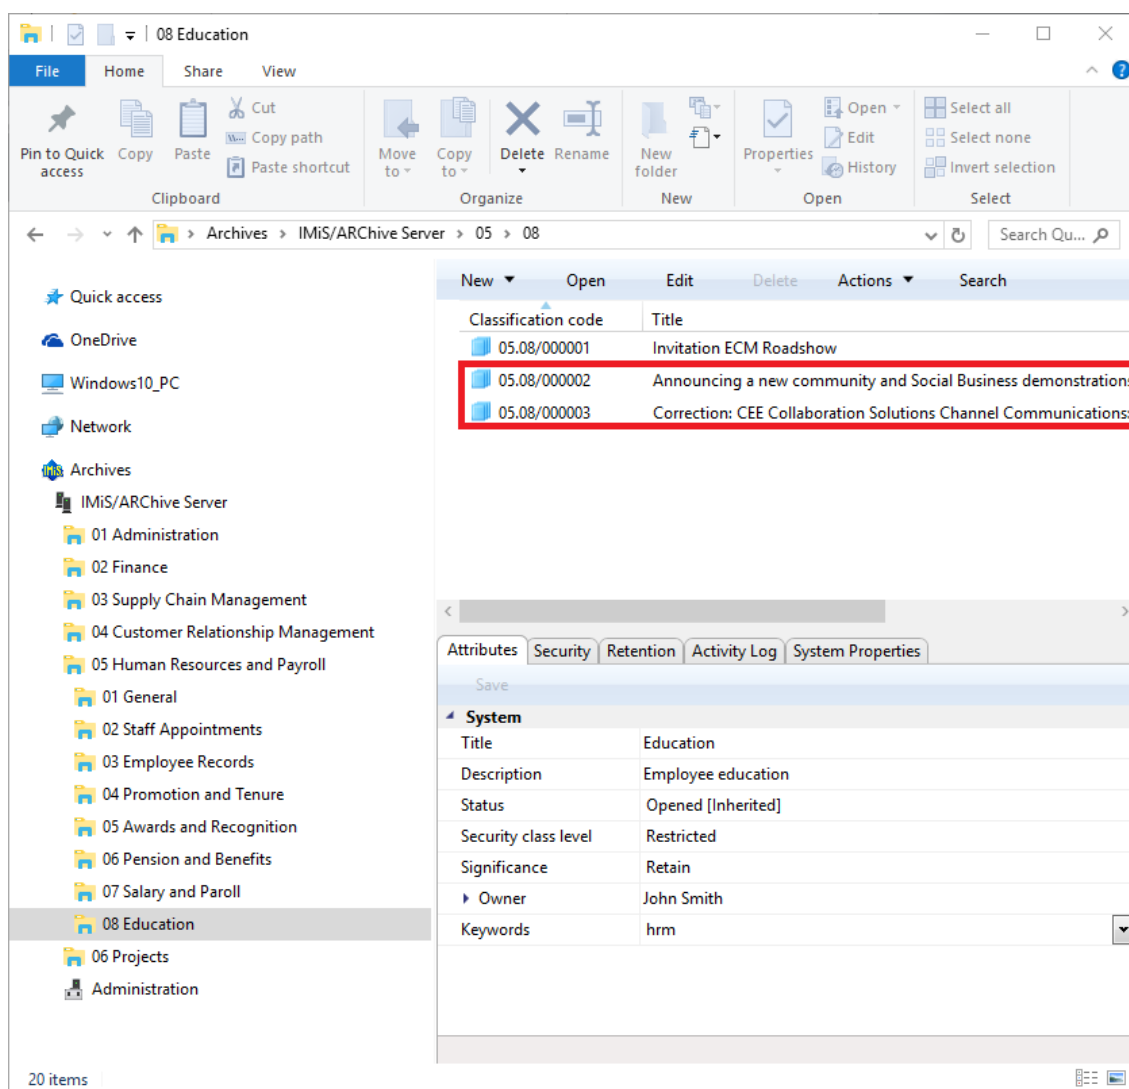 08 Education
File Home Share View
Pin to Quick access
Copy
Paste
Cut
Copy path
Paste shortcut
Clipboard
Move to
Copy to
Delete
Rename
Organize
New folder
New
Properties
Open
Edit
History
Open
Select all
Select none
Invert selection
Select
Archives > IMiS/ARChive Server > 05 > 08
Search Qu...
Quick access
OneDrive
Windows10_PC
Network
Archives
IMiS/ARChive Server
01 Administration
02 Finance
03 Supply Chain Management
04 Customer Relationship Management
05 Human Resources and Payroll
01 General
02 Staff Appointments
03 Employee Records
04 Promotion and Tenure
05 Awards and Recognition
06 Pension and Benefits
07 Salary and Paroll
08 Education
06 Projects
Administration
New Open Edit Delete Actions Search
Classification code Title
05.08/000001 Invitation ECM Roadshow
05.08/000002 Announcing a new community and Social Business demonstrations
05.08/000003 Correction: CEE Collaboration Solutions Channel Communications:
Attributes Security Retention Activity Log System Properties
Save
System
Title Education
Description Employee education
Status Opened [Inherited]
Security class level Restricted
Significance Retain
Owner John Smith
Keywords hrm
20 items